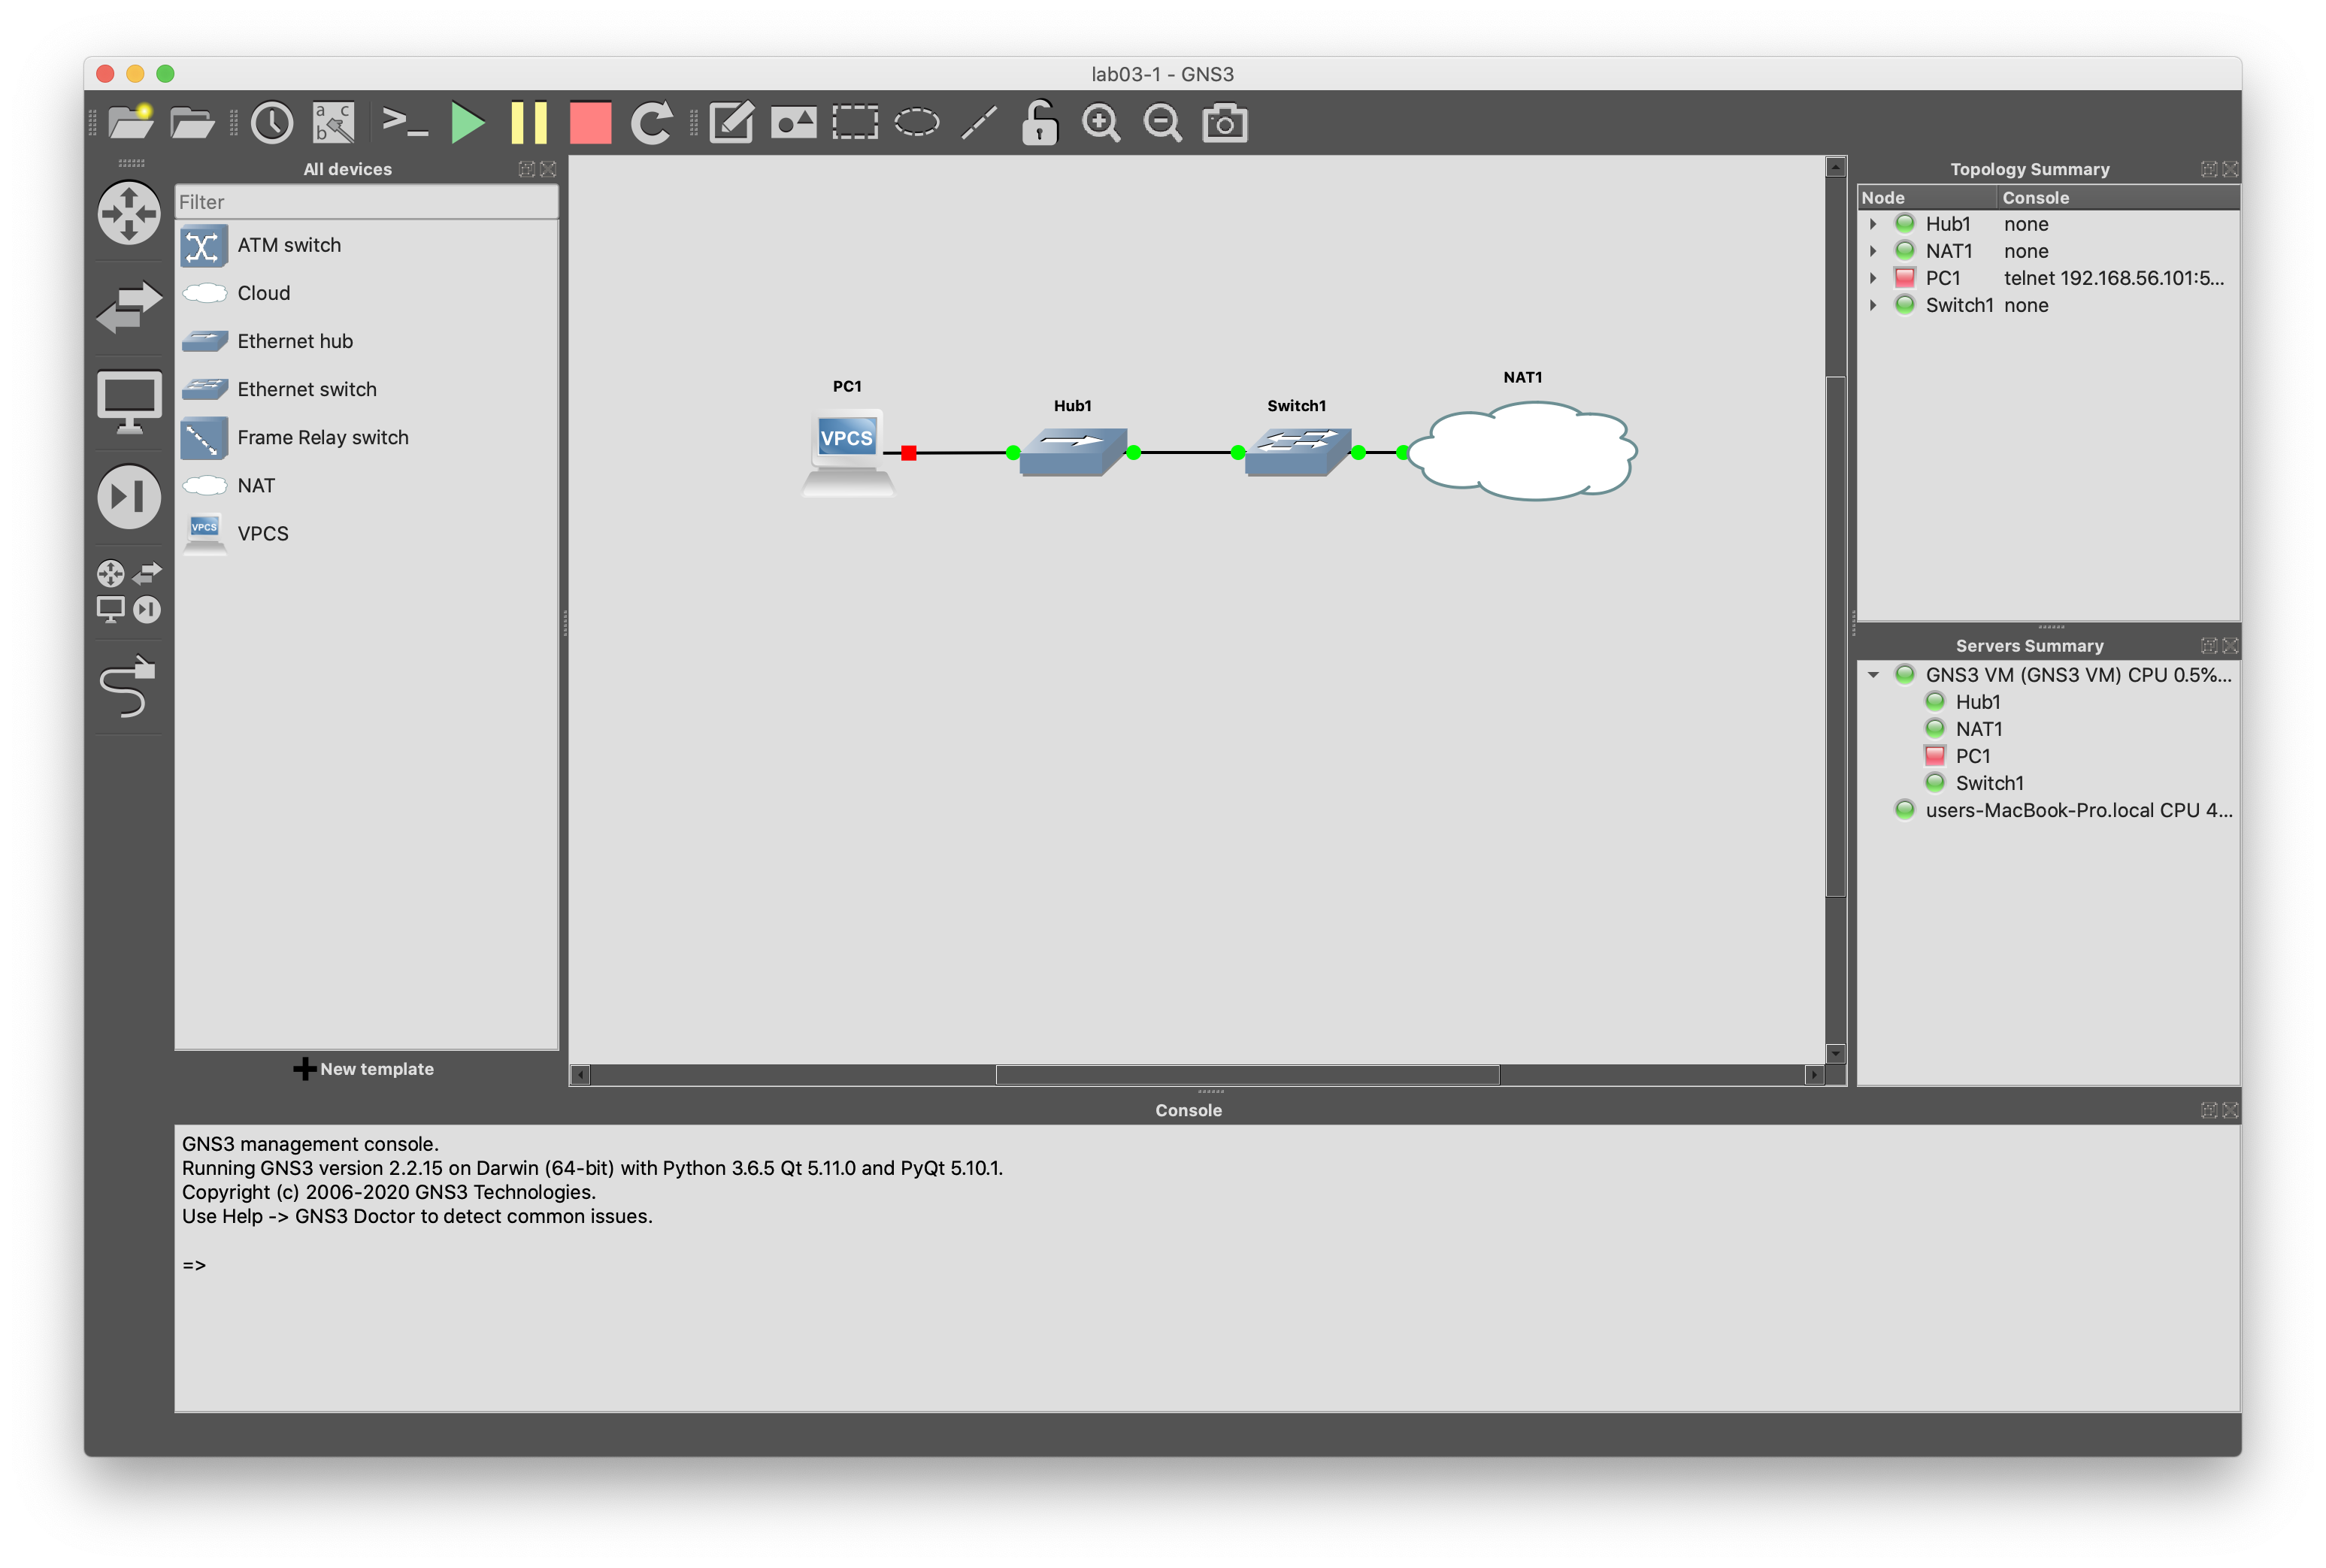 lab03-1 - GNS3
a c
b
>_
All devices
Filter
ATM switch
Cloud
Ethernet hub
Ethernet switch
Frame Relay switch
NAT
VPCS
VPCS
New template
PC1
VPCS
Hub1
Switch1
NAT1
Topology Summary
Node Console
Hub1 none
NAT1 none
PC1 telnet 192.168.56.101:5...
Switch1 none
Servers Summary
GNS3 VM (GNS3 VM) CPU 0.5%...
Hub1
NAT1
PC1
Switch1
users-MacBook-Pro.local CPU 4...
Console
GNS3 management console.
Running GNS3 version 2.2.15 on Darwin (64-bit) with Python 3.6.5 Qt 5.11.0 and PyQt 5.10.1.
Copyright (c) 2006-2020 GNS3 Technologies.
Use Help -> GNS3 Doctor to detect common issues.
=>